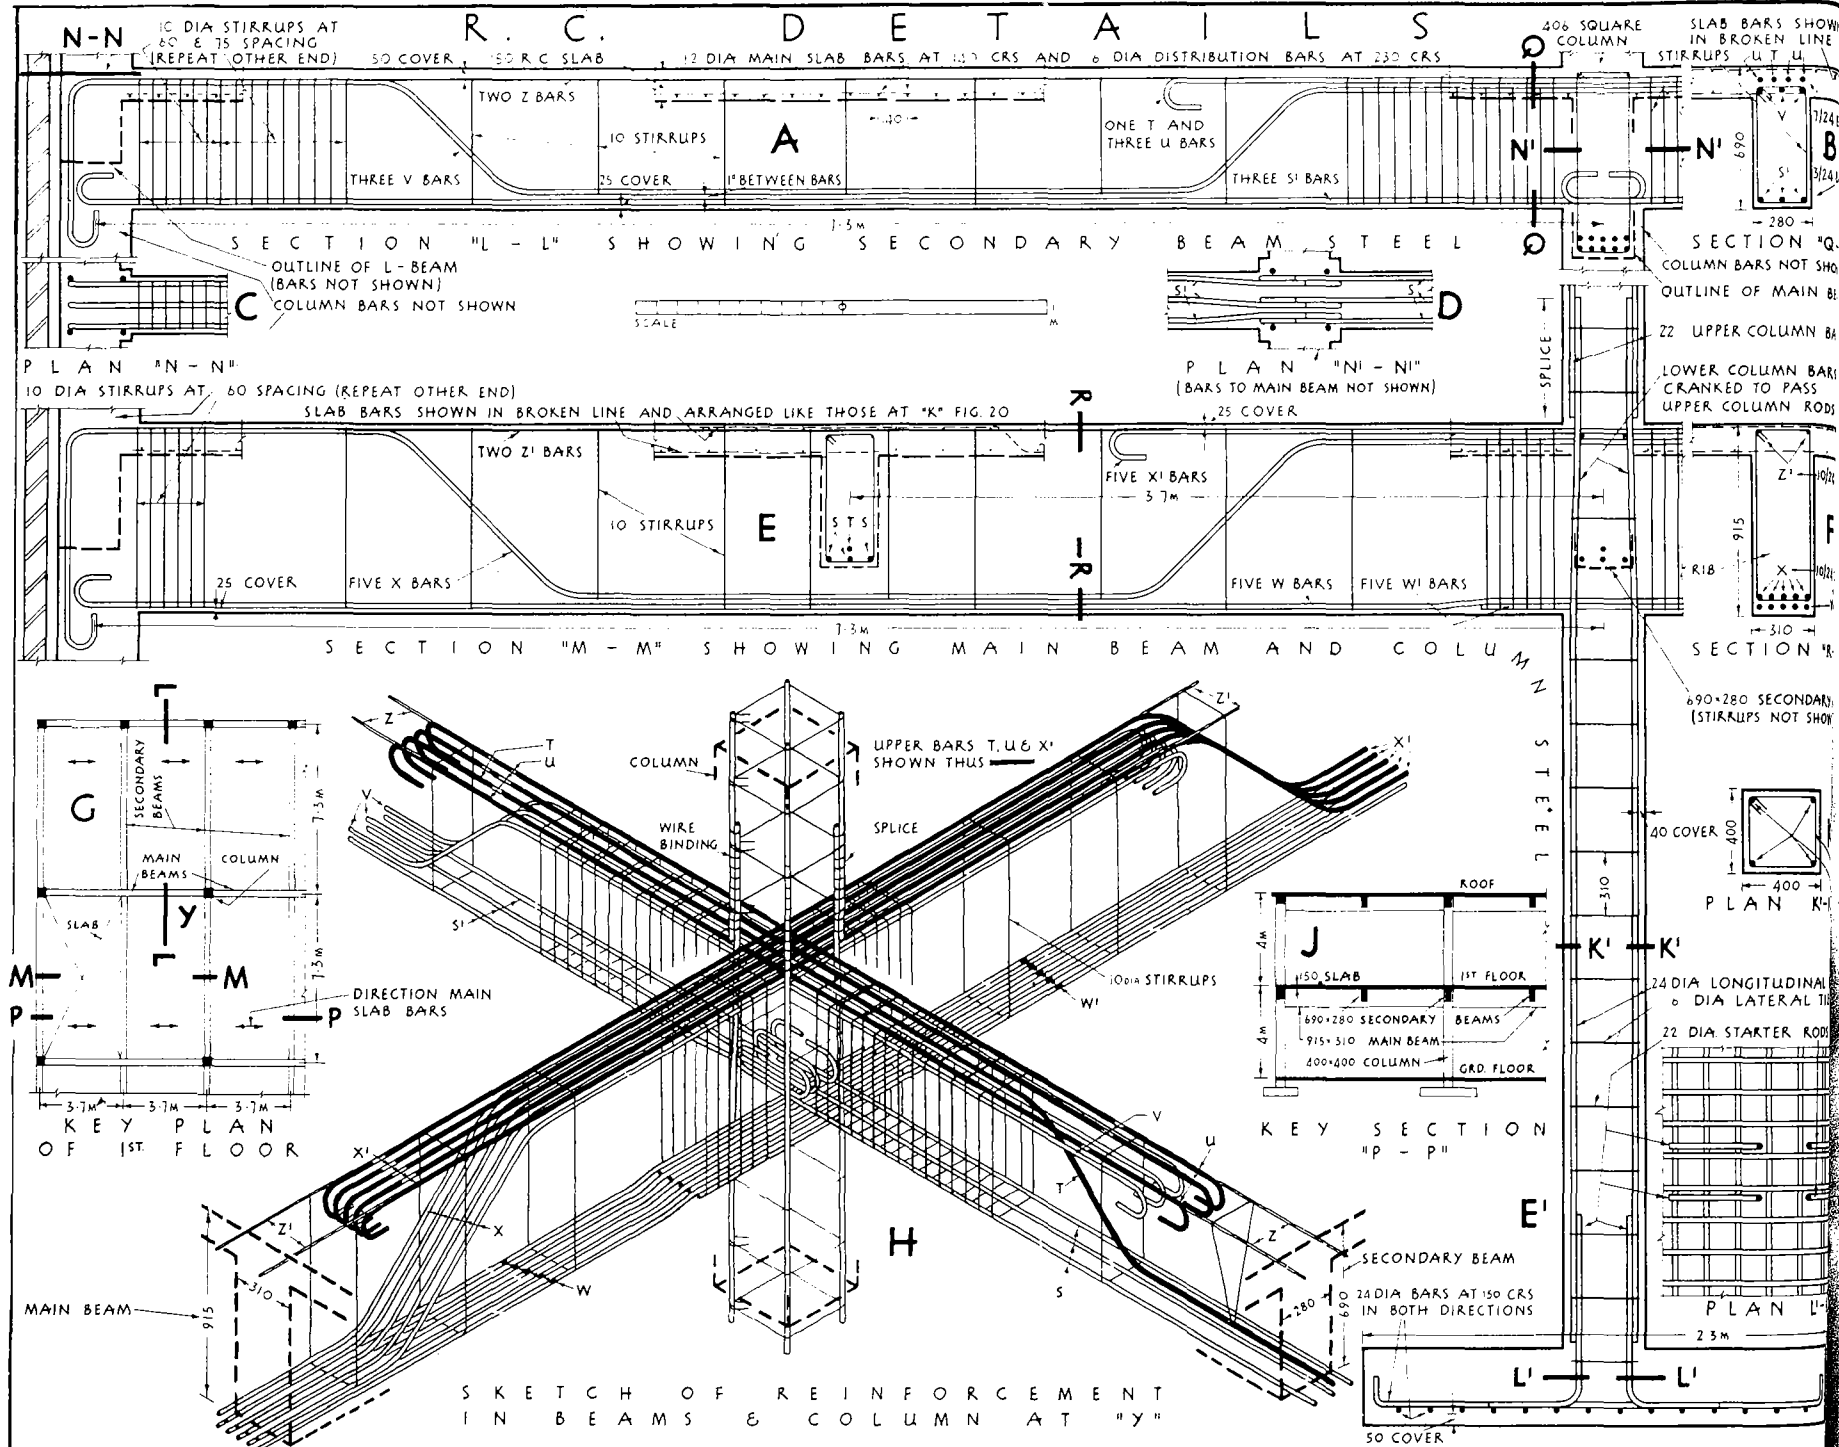 R. C. DETAILS
N-N
10 DIA STIRRUPS AT
60 & 75 SPACING
(REPEAT OTHER END)
50 COVER
150 R C SLAB
12 DIA MAIN SLAB BARS AT CRS AND 6 DIA DISTRIBUTION BARS AT 230 CRS
Q
406 SQUARE
COLUMN
SLAB BARS SHOWN
IN BROKEN LINE
STIRRUPS U T U
TWO Z BARS
10 STIRRUPS
A
40
ONE T AND
THREE U BARS
THREE V BARS
25 COVER
1" BETWEEN BARS
THREE S' BARS
N' N'
690
V
S'
7/24
B
3/24
280
7·3M
Q
SECTION "L-L" SHOWING SECONDARY BEAM STEEL
SECTION "Q-
OUTLINE OF L-BEAM
(BARS NOT SHOWN)
COLUMN BARS NOT SHOWN
C
SCALE
M
S' S
D
COLUMN BARS NOT SHO
OUTLINE OF MAIN BE
PLAN "N-N"
PLAN "N'-N'"
(BARS TO MAIN BEAM NOT SHOWN)
SPLICE
22 UPPER COLUMN BA
LOWER COLUMN BARS
CRANKED TO PASS
UPPER COLUMN RODS
10 DIA STIRRUPS AT 60 SPACING (REPEAT OTHER END)
SLAB BARS SHOWN IN BROKEN LINE AND ARRANGED LIKE THOSE AT "K" FIG. 20
R
25 COVER
TWO Z' BARS
FIVE X' BARS
3·7M
10 STIRRUPS
E
S T S
R
25 COVER
FIVE X BARS
FIVE W BARS
FIVE W' BARS
Z'
915
R18
X
310
7·3M
SECTION "M-M" SHOWING MAIN BEAM AND COLUMN STEEL
SECTION "R-
690×280 SECONDARY
(STIRRUPS NOT SHOW
G
SECONDARY
BEAMS
7·3M
MAIN
BEAMS
COLUMN
Y
SLAB
7·3M
M M
P P
DIRECTION MAIN
SLAB BARS
3·7M 3·7M 3·7M
KEY PLAN
OF 1ST. FLOOR
Z
T
U
COLUMN
UPPER BARS T, U & X'
SHOWN THUS
Z'
X'
V
WIRE
BINDING
SPLICE
S'
10 DIA STIRRUPS
W'
X'
Z'
X
W
H
V
U
T
Z
S
MAIN BEAM
915
310
SECONDARY BEAM
280
690
SKETCH OF REINFORCEMENT
IN BEAMS & COLUMN AT "Y"
ROOF
4M
J
150 SLAB
1ST FLOOR
690×280 SECONDARY BEAMS
915×310 MAIN BEAM
400×400 COLUMN
4M
GRD. FLOOR
KEY SECTION
"P-P"
40 COVER
400
400
310
PLAN K'-
K' K'
24 DIA LONGITUDINAL
6 DIA LATERAL TI
22 DIA. STARTER RODS
E'
24 DIA BARS AT 150 CRS
IN BOTH DIRECTIONS
PLAN L'-
2·3M
L' L'
50 COVER